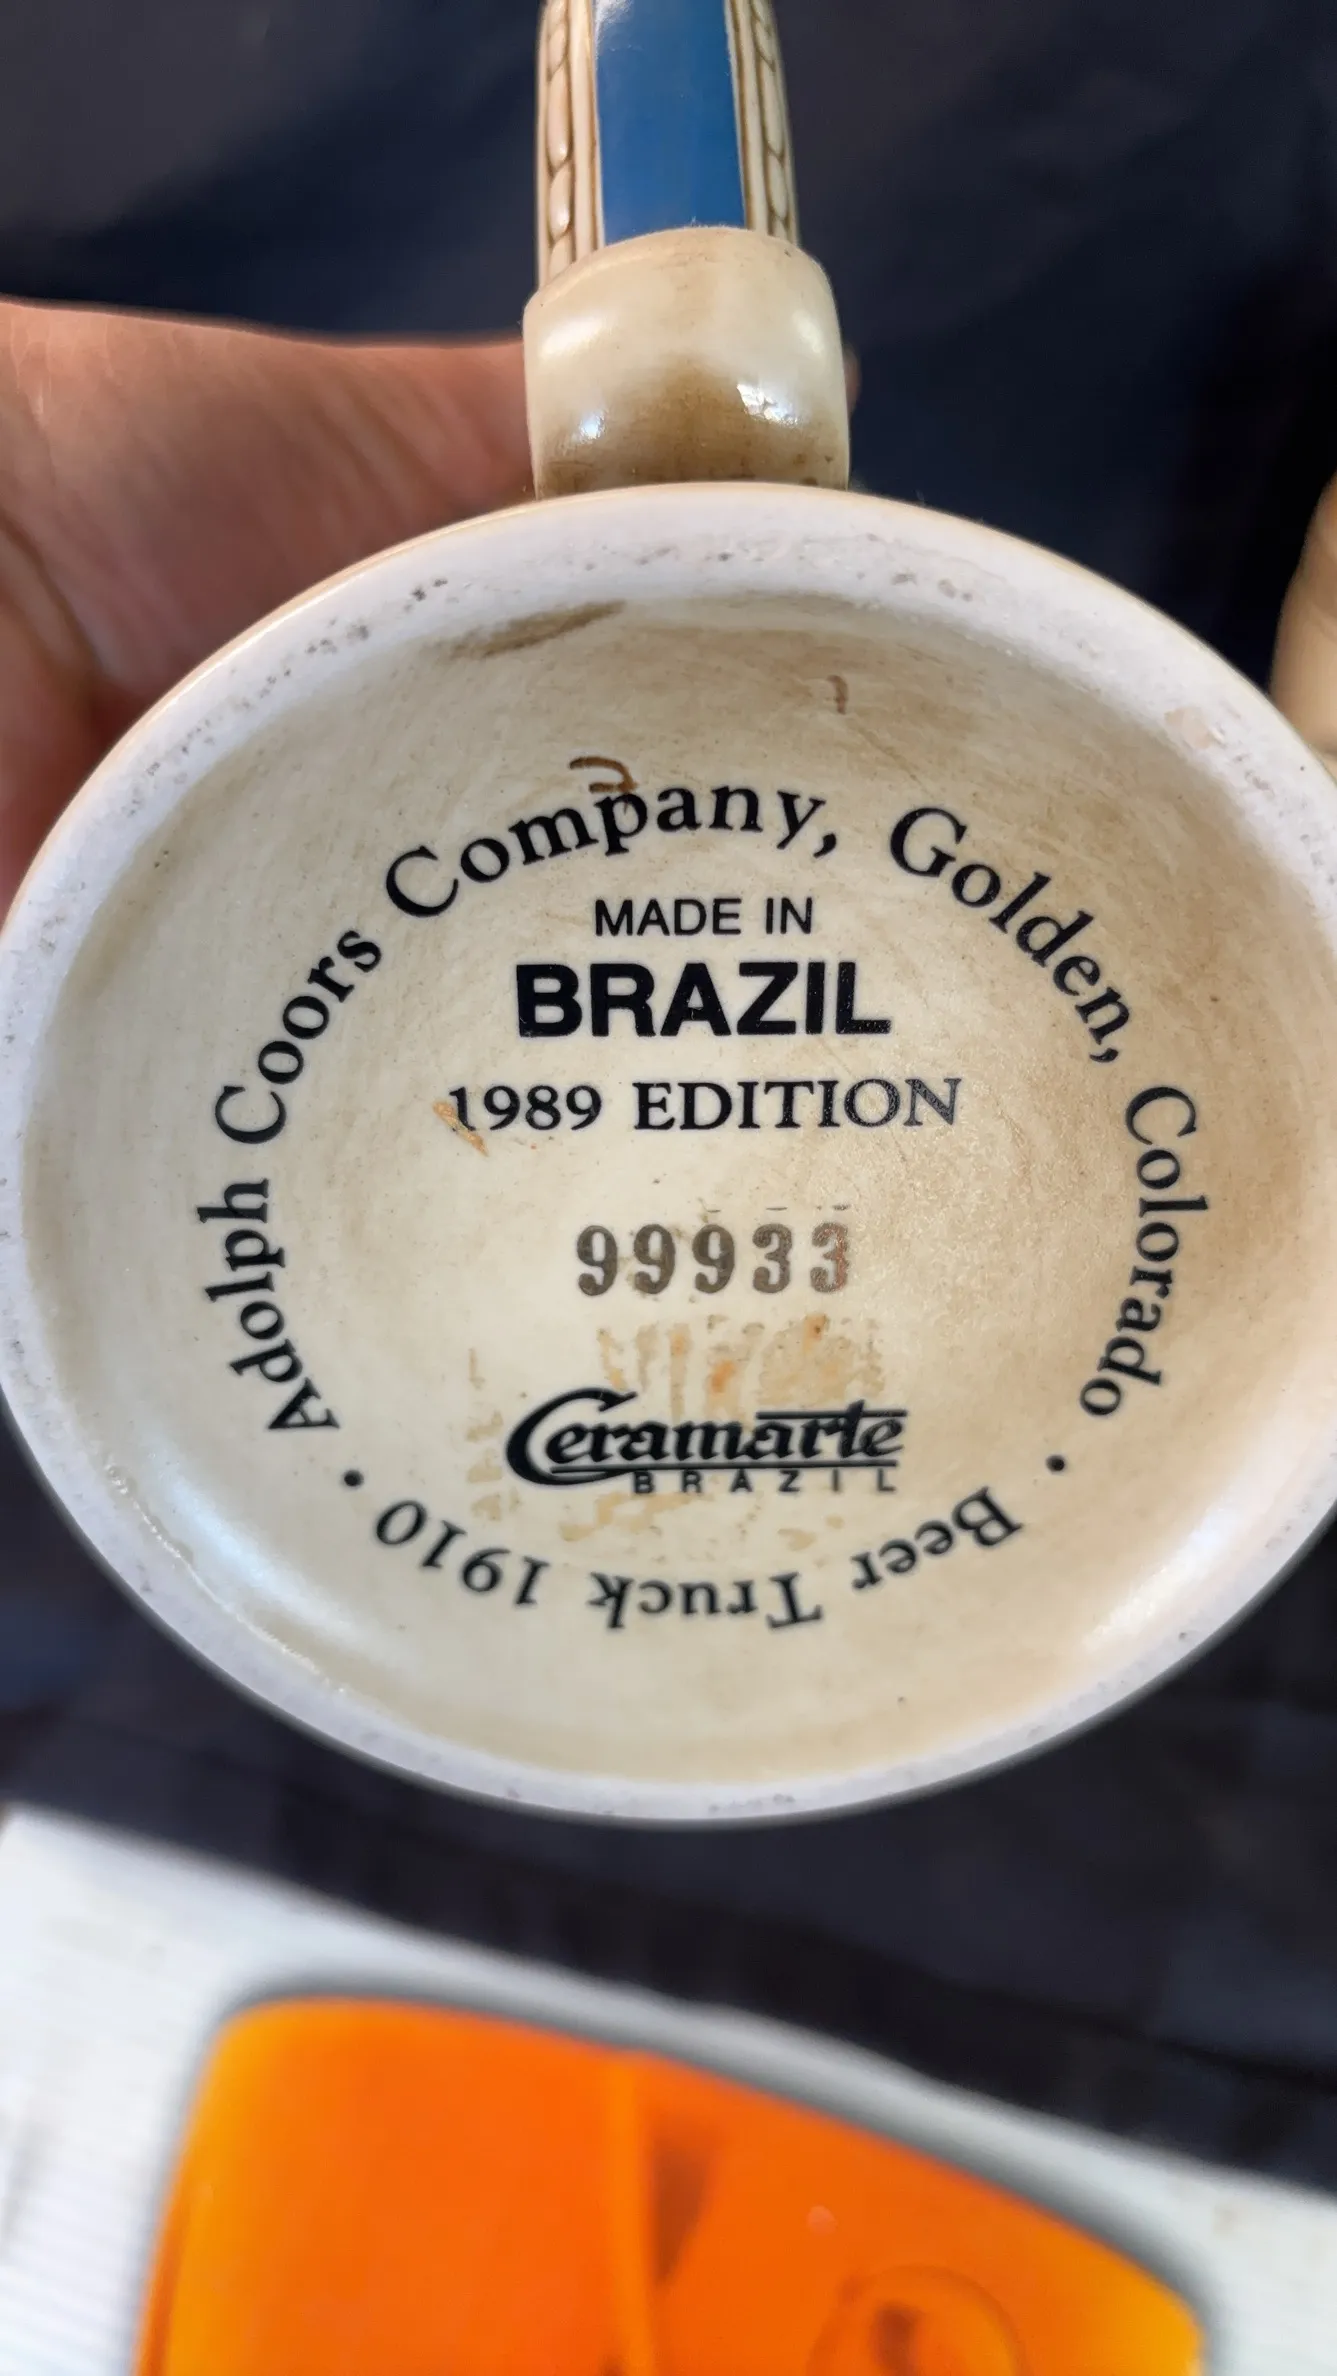 Adolph Coors Company, Golden, Colorado •
MADE IN
BRAZIL
1989 EDITION
99933
Ceramarte
BRAZIL
Beer Truck 1910 •